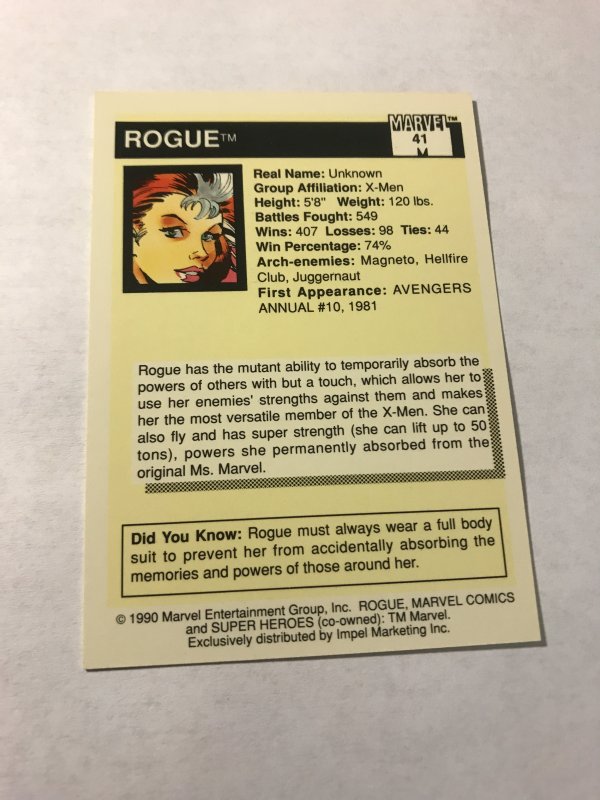 ROGUE™
MARVEL™
41
M
Real Name: Unknown
Group Affiliation: X-Men
Height: 5'8" Weight: 120 lbs.
Battles Fought: 549
Wins: 407 Losses: 98 Ties: 44
Win Percentage: 74%
Arch-enemies: Magneto, Hellfire
Club, Juggernaut
First Appearance: AVENGERS
ANNUAL #10, 1981
Rogue has the mutant ability to temporarily absorb the
powers of others with but a touch, which allows her to
use her enemies' strengths against them and makes
her the most versatile member of the X-Men. She can
also fly and has super strength (she can lift up to 50
tons), powers she permanently absorbed from the
original Ms. Marvel.
Did You Know: Rogue must always wear a full body
suit to prevent her from accidentally absorbing the
memories and powers of those around her.
© 1990 Marvel Entertainment Group, Inc. ROGUE, MARVEL COMICS
and SUPER HEROES (co-owned): TM Marvel.
Exclusively distributed by Impel Marketing Inc.